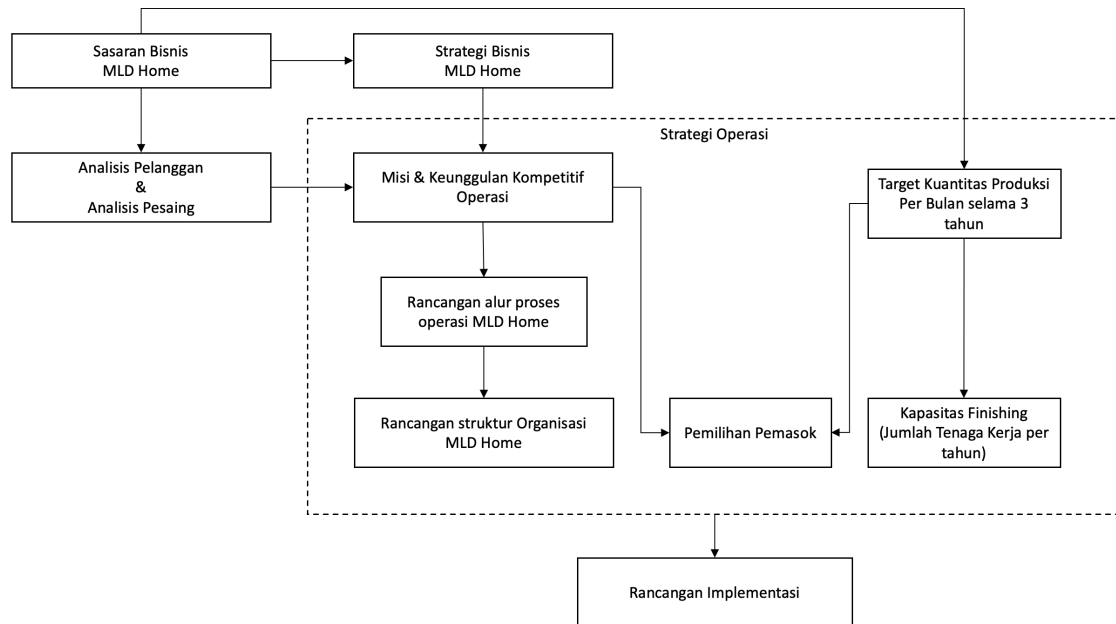 Sasaran Bisnis
MLD Home
Strategi Bisnis
MLD Home
Strategi Operasi
Analisis Pelanggan
&
Analisis Pesaing
Misi & Keunggulan Kompetitif
Operasi
Target Kuantitas Produksi
Per Bulan selama 3
tahun
Rancangan alur proses
operasi MLD Home
Rancangan struktur Organisasi
MLD Home
Pemilihan Pemasok
Kapasitas Finishing
(Jumlah Tenaga Kerja per
tahun)
Rancangan Implementasi